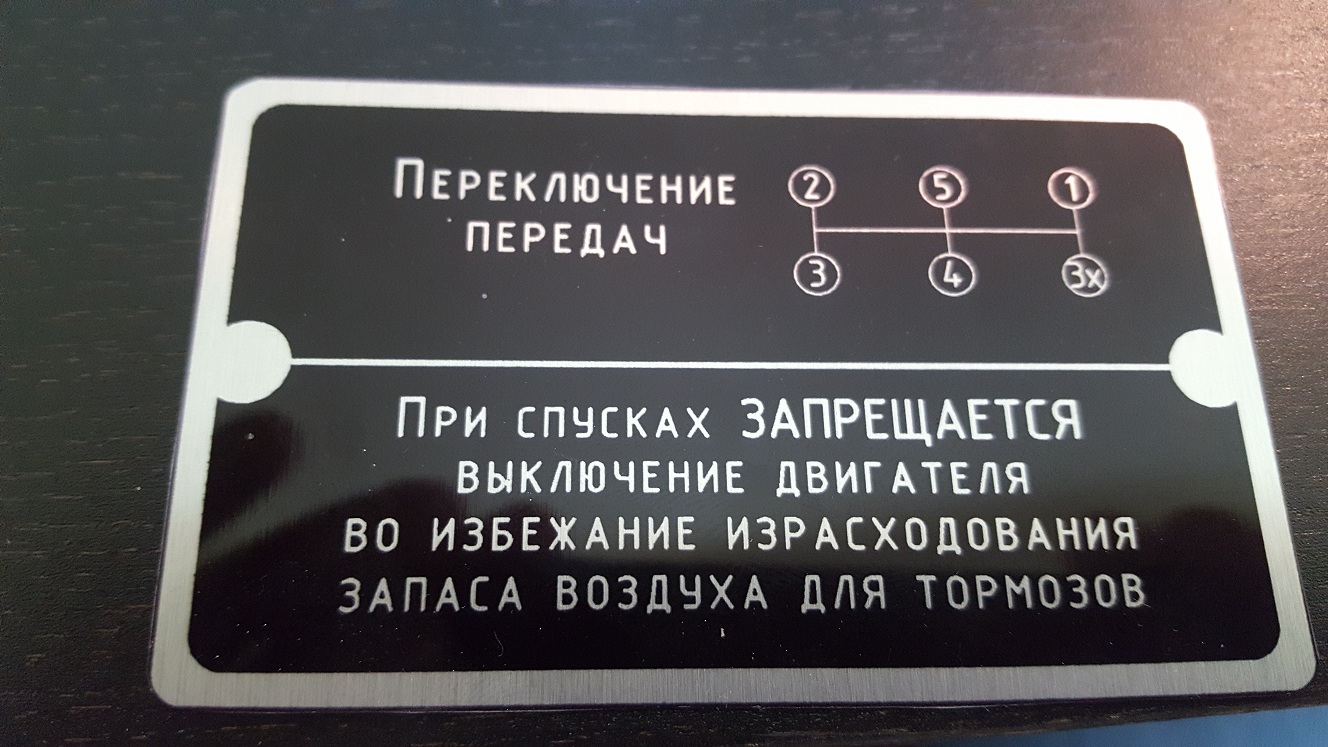 Переключение 2 5 1
передач 3 4 3х
При спусках ЗАПРЕЩАЕТСЯ
выключение двигателя
во избежание израсходования
запаса воздуха для тормозов